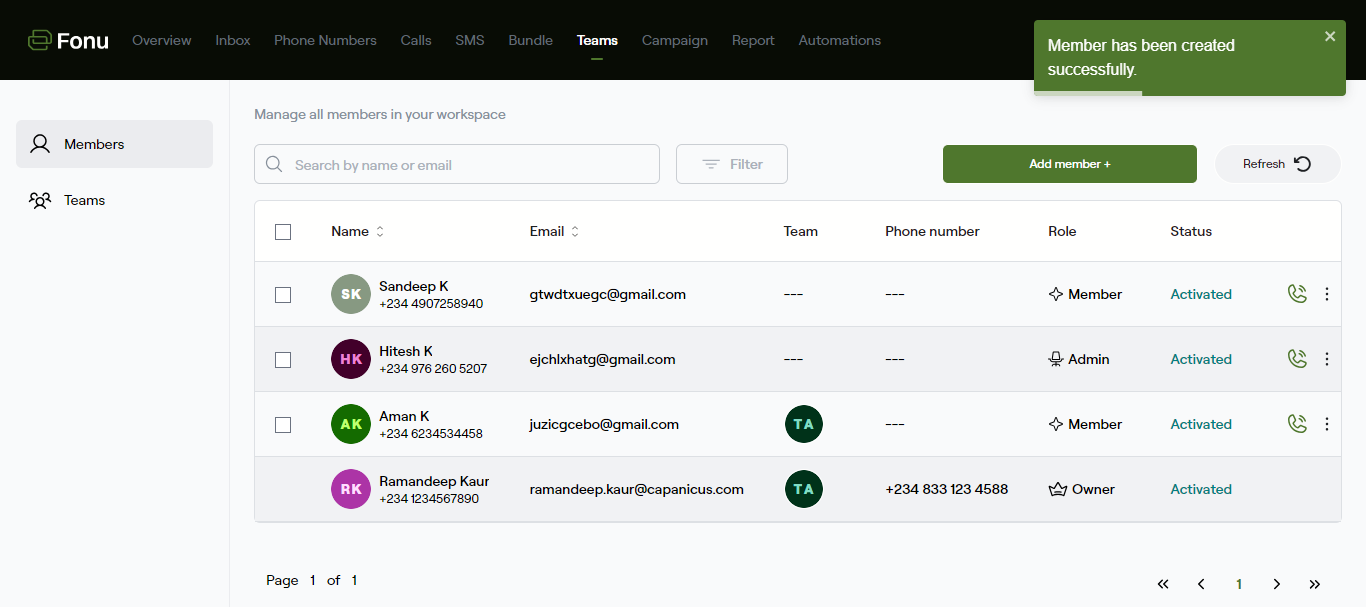 Fonu Overview Inbox Phone Numbers Calls SMS Bundle Teams Campaign Report Automations
Member has been created
successfully.
Members
Teams
Manage all members in your workspace
Search by name or email Filter Add member + Refresh
Name Email Team Phone number Role Status
SK Sandeep K
+234 4907258940
gtwdtxuegc@gmail.com --- --- Member Activated
HK Hitesh K
+234 976 260 5207
ejchlxhatg@gmail.com --- --- Admin Activated
AK Aman K
+234 6234534458
juzicgcebo@gmail.com TA --- Member Activated
RK Ramandeep Kaur
+234 1234567890
ramandeep.kaur@capanicus.com TA +234 833 123 4588 Owner Activated
Page 1 of 1 1